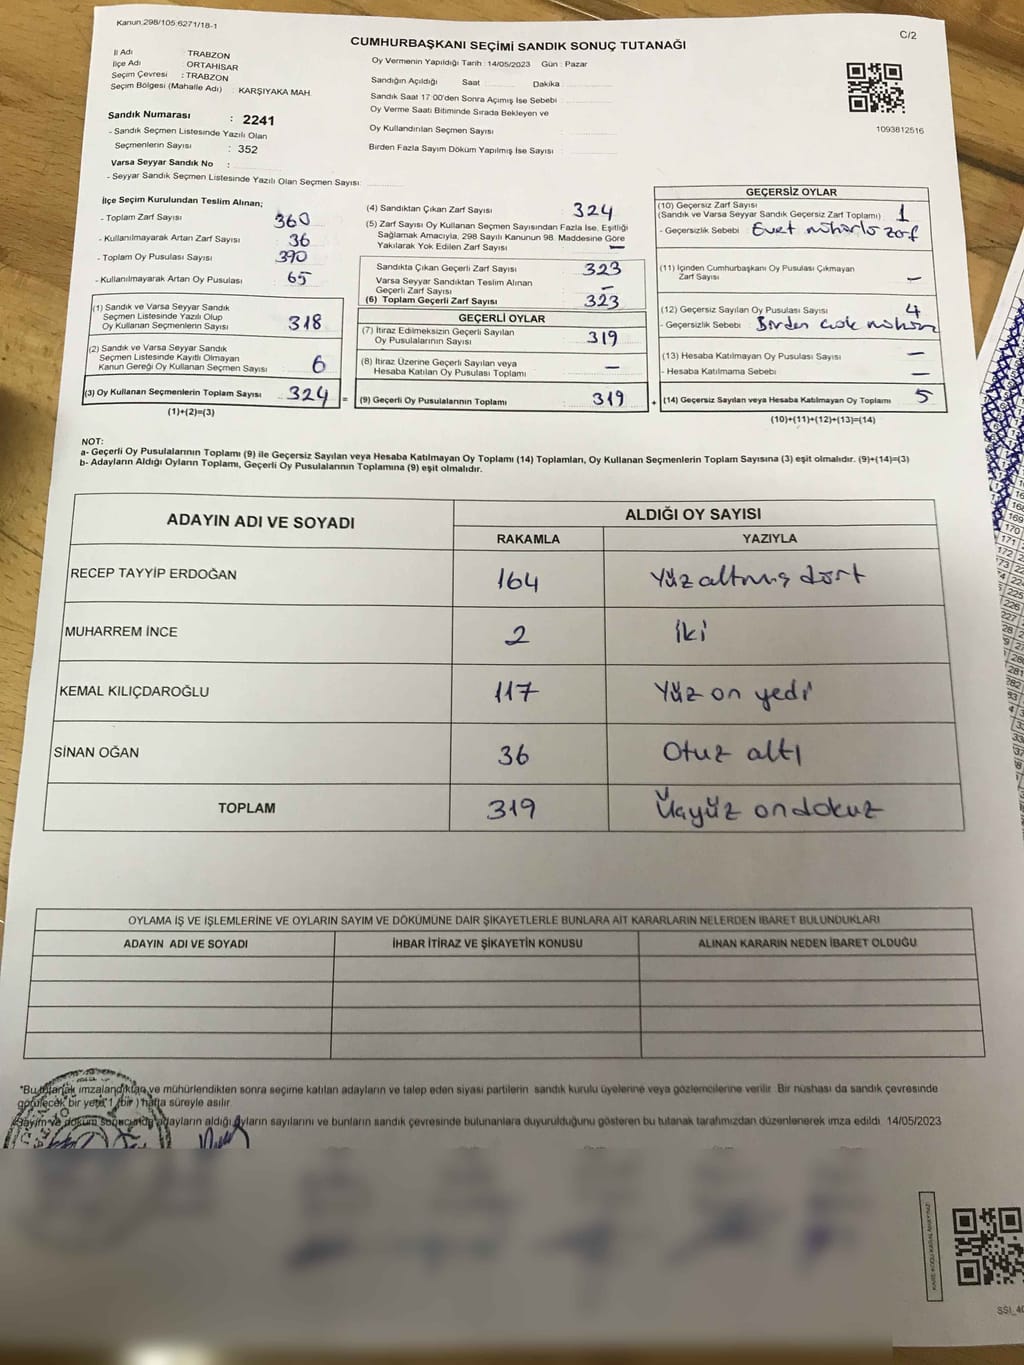 Kanun 298/105 6271/18-1
C/2
CUMHURBAŞKANI SEÇİMİ SANDIK SONUÇ TUTANAĞI
İl Adı : TRABZON
İlçe Adı : ORTAHİSAR
Seçim Çevresi : TRABZON
Seçim Bölgesi (Mahalle Adı) : KARŞIYAKA MAH.
Sandık Numarası : 2241
- Sandık Seçmen Listesinde Yazılı Olan
Seçmenlerin Sayısı : 352
Varsa Seyyar Sandık No :
- Seyyar Sandık Seçmen Listesinde Yazılı Olan Seçmen Sayısı:
Oy Vermenin Yapıldığı Tarih : 14/05/2023 Gün : Pazar
Sandığın Açıldığı Saat Dakika
Sandık Saat 17:00'den Sonra Açımış İse Sebebi
Oy Verme Saati Bitiminde Sırada Bekleyen ve
Oy Kullandırılan Seçmen Sayısı
Birden Fazla Sayım Döküm Yapılmış İse Sayısı
1093812516
İlçe Seçim Kurulundan Teslim Alınan;
- Toplam Zarf Sayısı 360
- Kullanılmayarak Artan Zarf Sayısı 36
- Toplam Oy Pusulası Sayısı 390
- Kullanılmayarak Artan Oy Pusulası 65
(1) Sandık ve Varsa Seyyar Sandık
Seçmen Listesinde Yazılı Olup
Oy Kullanan Seçmenlerin Sayısı 318
(2) Sandık ve Varsa Seyyar Sandık
Seçmen Listesinde Kayıtlı Olmayan
Kanun Gereği Oy Kullanan Seçmen Sayısı 6
(3) Oy Kullanan Seçmenlerin Toplam Sayısı 324 =
(1)+(2)=(3)
(4) Sandıktan Çıkan Zarf Sayısı 324
(5) Zarf Sayısı Oy Kullanan Seçmen Sayısından Fazla İse, Eşitliği
Sağlamak Amacıyla, 298 Sayılı Kanunun 98. Maddesine Göre
Yakılarak Yok Edilen Zarf Sayısı —
Sandıkta Çıkan Geçerli Zarf Sayısı 323
Varsa Seyyar Sandıktan Teslim Alınan
Geçerli Zarf Sayısı —
(6) Toplam Geçerli Zarf Sayısı 323
GEÇERLİ OYLAR
(7) İtiraz Edilmeksizin Geçerli Sayılan
Oy Pusulalarının Sayısı 319
(8) İtiraz Üzerine Geçerli Sayılan veya
Hesaba Katılan Oy Pusulası Toplamı —
(9) Geçerli Oy Pusulalarının Toplamı 319 +
GEÇERSİZ OYLAR
(10) Geçersiz Zarf Sayısı
(Sandık ve Varsa Seyyar Sandık Geçersiz Zarf Toplamı) 1
- Geçersizlik Sebebi Evet mühürlü zarf
(11) İçinden Cumhurbaşkanı Oy Pusulası Çıkmayan
Zarf Sayısı —
(12) Geçersiz Sayılan Oy Pusulası Sayısı 4
- Geçersizlik Sebebi Birden çok mühür
(13) Hesaba Katılmayan Oy Pusulası Sayısı —
- Hesaba Katılmama Sebebi —
(14) Geçersiz Sayılan veya Hesaba Katılmayan Oy Toplamı 5
(10)+(11)+(12)+(13)=(14)
NOT:
a- Geçerli Oy Pusulalarının Toplamı (9) ile Geçersiz Sayılan veya Hesaba Katılmayan Oy Toplamı (14) Toplamları, Oy Kullanan Seçmenlerin Toplam Sayısına (3) eşit olmalıdır. (9)+(14)=(3)
b- Adayların Aldığı Oyların Toplamı, Geçerli Oy Pusulalarının Toplamına (9) eşit olmalıdır.
ADAYIN ADI VE SOYADI
ALDIĞI OY SAYISI
RAKAMLA YAZIYLA
RECEP TAYYİP ERDOĞAN 164 Yüz altmış dört
MUHARREM İNCE 2 iki
KEMAL KILIÇDAROĞLU 117 Yüz on yedi
SİNAN OĞAN 36 Otuz altı
TOPLAM 319 Üçyüz ondokuz
OYLAMA İŞ VE İŞLEMLERİNE VE OYLARIN SAYIM VE DÖKÜMÜNE DAİR ŞİKAYETLERLE BUNLARA AİT KARARLARIN NELERDEN İBARET BULUNDUKLARI
ADAYIN ADI VE SOYADI İHBAR İTİRAZ VE ŞİKAYETİN KONUSU ALINAN KARARIN NEDEN İBARET OLDUĞU
*Bu tutanak imzalandıktan ve mühürlendikten sonra seçime katılan adayların ve talep eden siyasi partilerin sandık kurulu üyelerine veya gözlemcilerine verilir. Bir nüshası da sandık çevresinde
görülecek bir yere 1 (bir) hafta süreyle asılır.
Sayım ve döküm sonucunda adayların aldığı oyların sayılarını ve bunların sandık çevresinde bulunanlara duyurulduğunu gösteren bu tutanak tarafımızdan düzenlenerek imza edildi 14/05/2023